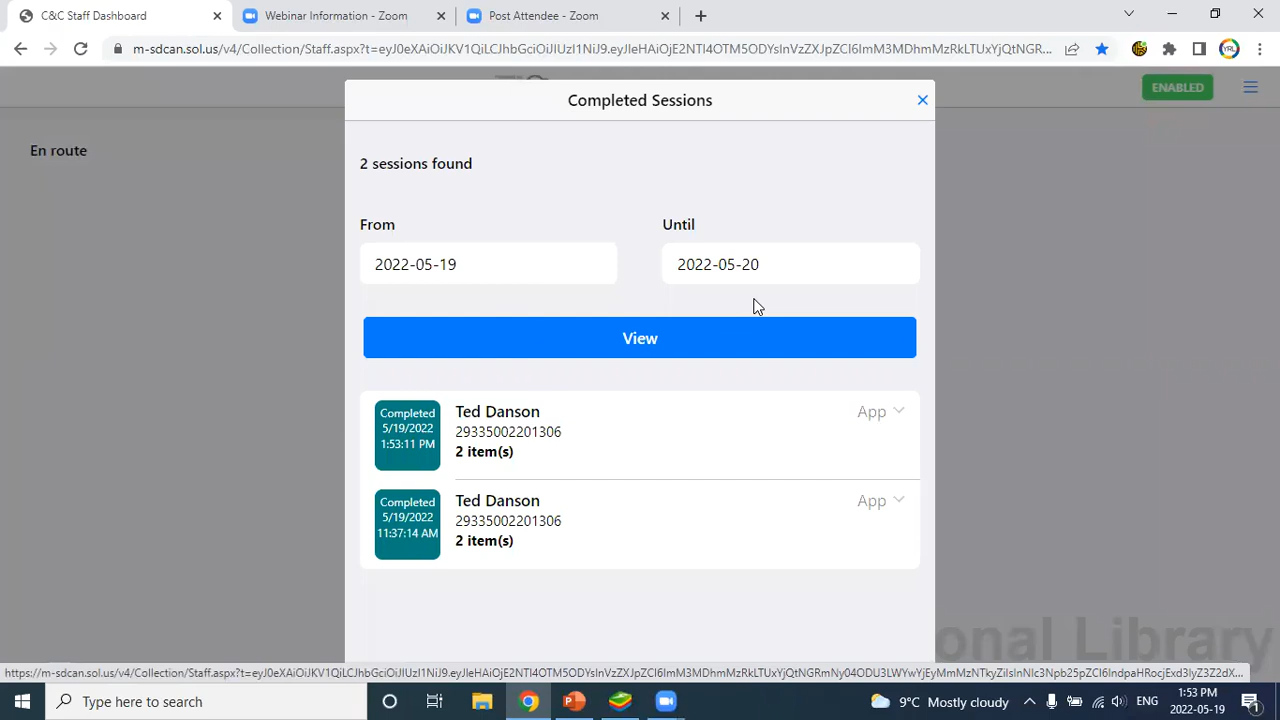 C&C Staff Dashboard
Webinar Information - Zoom
Post Attendee - Zoom
ENABLED
En route
Completed Sessions
2 sessions found
From
Until
2022-05-19
2022-05-20
View
Completed
5/19/2022
1:53:11 PM
Ted Danson
29335002201306
2 item(s)
App
Completed
5/19/2022
11:37:14 AM
Ted Danson
29335002201306
2 item(s)
App
onal Library
Type here to search
9°C Mostly cloudy
ENG
1:53 PM
2022-05-19
YRL